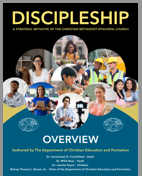 DISCIPLESHIP
A STRATEGIC INITIATIVE OF THE CHRISTIAN METHODIST EPISCOPAL CHURCH
OVERVIEW
Authored by The Department of Christian Education and Formation
Dr. Carmichael D. Crutchfield - Adult
Dr. Willie Rose - Youth
Dr. Juanita Payne - Children
Bishop Thomas L. Brown, Sr. - Chair of the Department of Christian Education and Formation